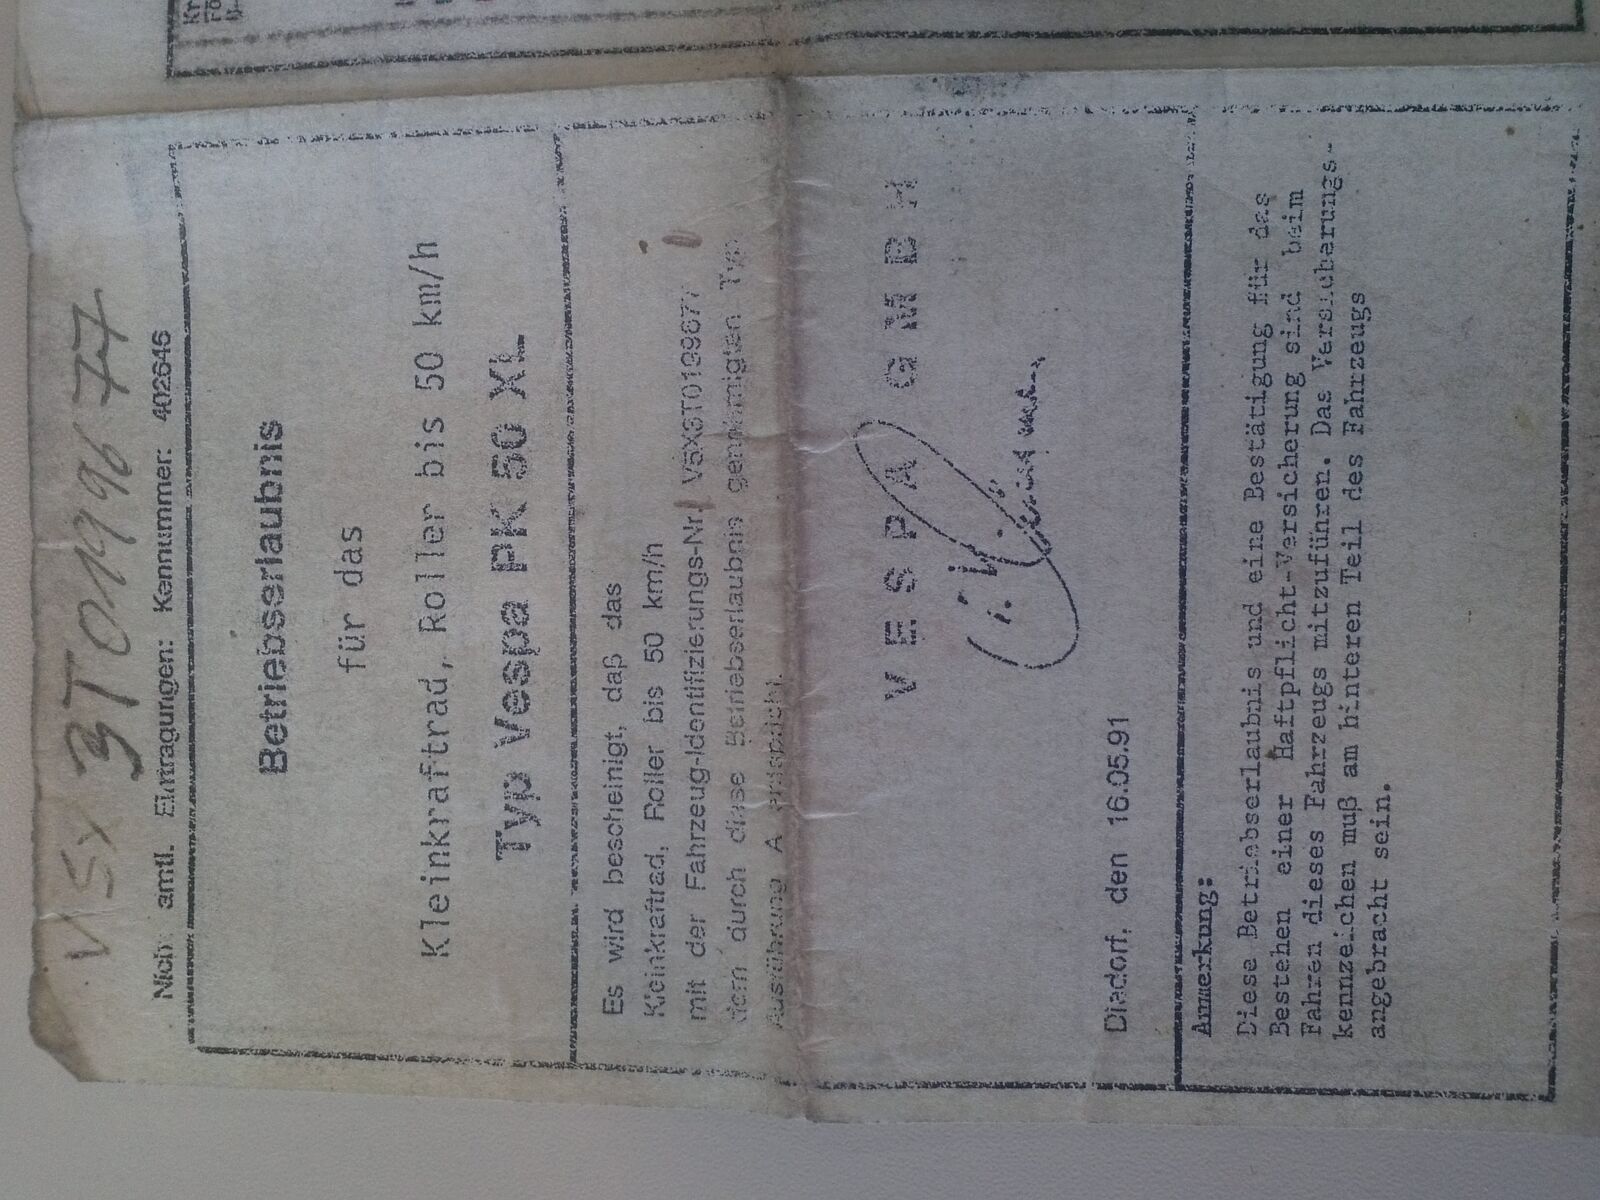 V5X 3T0199677
Nicht amtl. Eintragungen: Kennummer: 402646
Betriebserlaubnis
für das
Kleinkraftrad, Roller bis 50 km/h
Typ Vespa PK 50 XL
Es wird bescheinigt, daß das
Kleinkraftrad, Roller bis 50 km/h
mit der Fahrzeug-Identifizierungs-Nr. V5X3T0199677
dem durch diese Betriebserlaubnis genehmigten Typ
Ausführung A entspricht.
VESPA GMBH
Diedorf, den 16.05.91
Anmerkung:
Diese Betriebserlaubnis und eine Bestätigung für das
Bestehen einer Haftpflicht-Versicherung sind beim
Fahren dieses Fahrzeugs mitzuführen. Das Versicherungs-
kennzeichen muß am hinteren Teil des Fahrzeugs
angebracht sein.